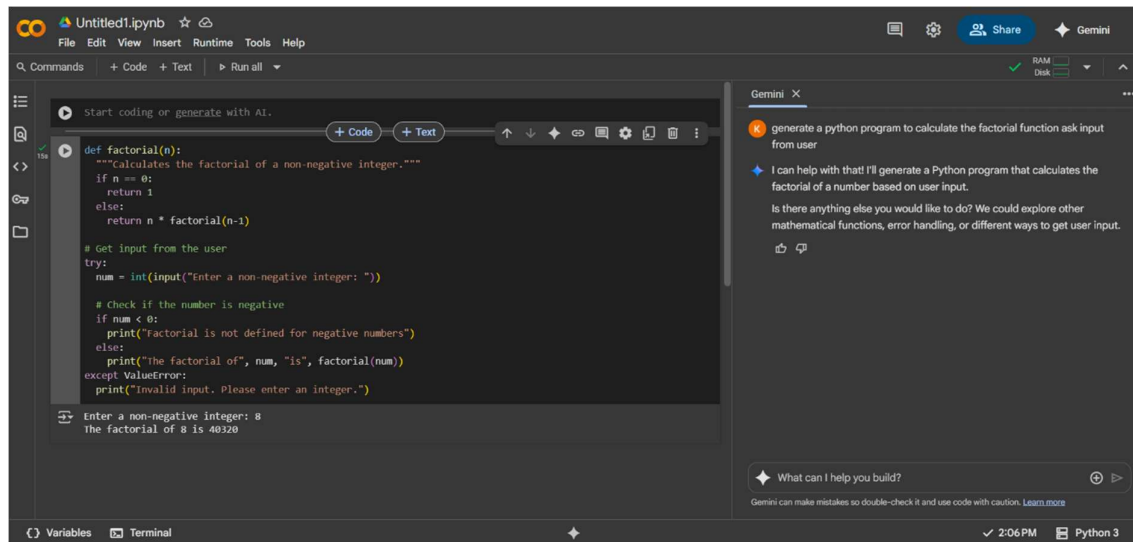 Untitled1.ipynb
File Edit View Insert Runtime Tools Help
Share
Gemini
Commands + Code + Text Run all
RAM
Disk
Start coding or generate with AI.
+ Code + Text
15s
def factorial(n):
"""Calculates the factorial of a non-negative integer."""
if n == 0:
return 1
else:
return n * factorial(n-1)
# Get input from the user
try:
num = int(input("Enter a non-negative integer: "))
# Check if the number is negative
if num < 0:
print("Factorial is not defined for negative numbers")
else:
print("The factorial of", num, "is", factorial(num))
except ValueError:
print("Invalid input. Please enter an integer.")
Enter a non-negative integer: 8
The factorial of 8 is 40320
Gemini
K
generate a python program to calculate the factorial function ask input
from user
I can help with that! I'll generate a Python program that calculates the
factorial of a number based on user input.
Is there anything else you would like to do? We could explore other
mathematical functions, error handling, or different ways to get user input.
What can I help you build?
Gemini can make mistakes so double-check it and use code with caution. Learn more
Variables Terminal
2:06 PM Python 3